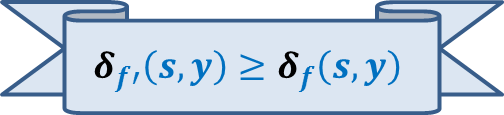 δ_{f′}(s, y) ≥ δ_f(s, y)